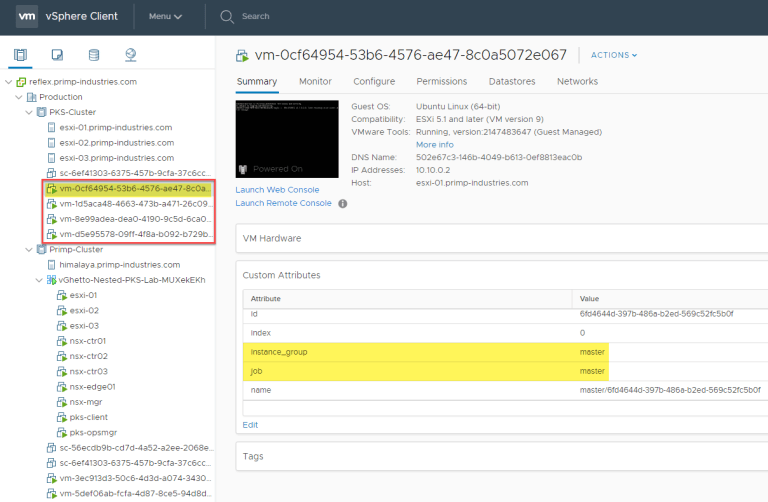 vm vSphere Client Menu Search
reflex.primp-industries.com
Production
PKS-Cluster
esxi-01.primp-industries.com
esxi-02.primp-industries.com
esxi-03.primp-industries.com
sc-6ef41303-6375-457b-9cfa-37c6cc...
vm-0cf64954-53b6-4576-ae47-8c0a...
vm-1d5aca48-4663-473b-a471-26c09...
vm-8e99adea-dea0-4190-9c5d-6ca0...
vm-d5e95578-09ff-4f8a-b092-b729b...
Primp-Cluster
himalaya.primp-industries.com
vGhetto-Nested-PKS-Lab-MUXekEKh
esxi-01
esxi-02
esxi-03
nsx-ctr01
nsx-ctr02
nsx-ctr03
nsx-edge01
nsx-mgr
pks-client
pks-opsmgr
sc-56ecdb9b-cd7d-4a52-a2ee-2068e...
sc-6ef41303-6375-457b-9cfa-37c6cc...
vm-3ec913d3-50c6-4d3d-a074-3430...
vm-5def06ab-fcfa-4d87-8ce5-94d8d...
vm-0cf64954-53b6-4576-ae47-8c0a5072e067 ACTIONS
Summary Monitor Configure Permissions Datastores Networks
Powered On
Launch Web Console
Launch Remote Console
Guest OS: Ubuntu Linux (64-bit)
Compatibility: ESXi 5.1 and later (VM version 9)
VMware Tools: Running, version:2147483647 (Guest Managed)
More info
DNS Name: 502e67c3-146b-4049-b613-0ef8813eac0b
IP Addresses: 10.10.0.2
Host: esxi-01.primp-industries.com
VM Hardware
Custom Attributes
Attribute Value
id 6fd4644d-397b-486a-b2ed-569c52fc5b0f
index 0
instance_group master
job master
name master/6fd4644d-397b-486a-b2ed-569c52fc5b0f
Edit
Tags